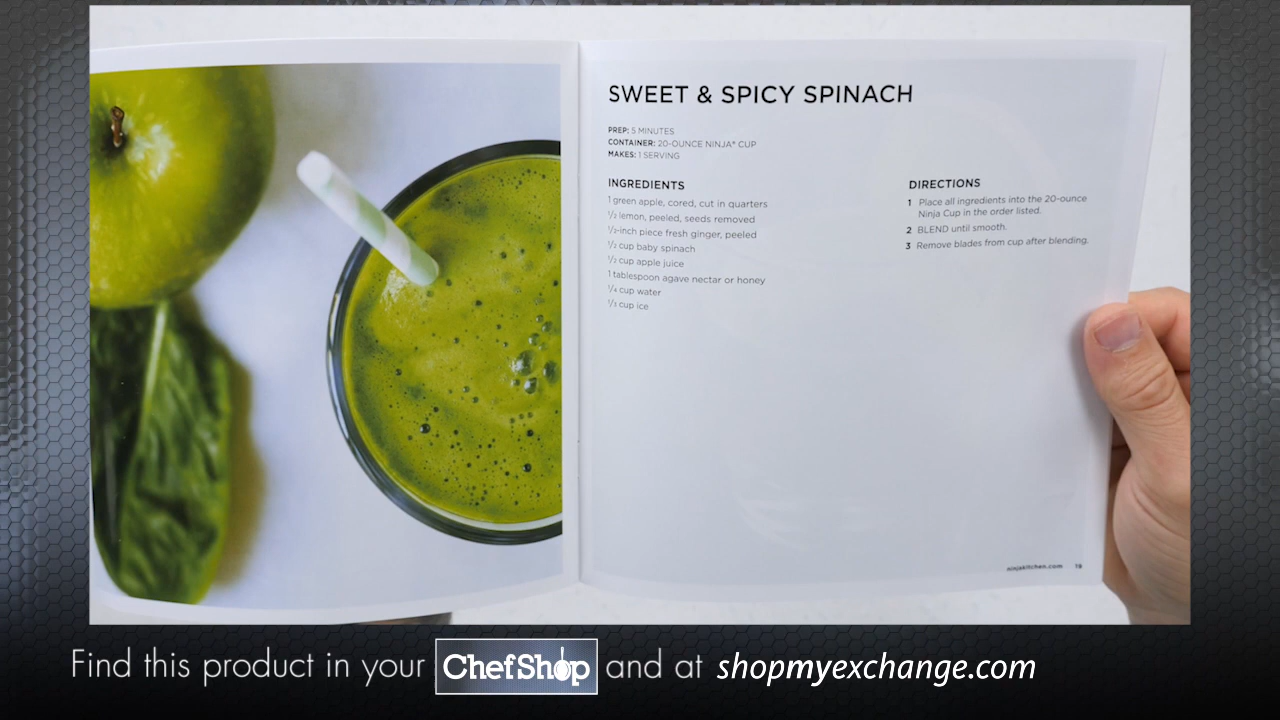 SWEET & SPICY SPINACH
PREP: 5 MINUTES
CONTAINER: 20-OUNCE NINJA® CUP
MAKES: 1 SERVING
INGREDIENTS
1 green apple, cored, cut in quarters
1/2 lemon, peeled, seeds removed
1/2-inch piece fresh ginger, peeled
1/2 cup baby spinach
1/2 cup apple juice
1 tablespoon agave nectar or honey
1/4 cup water
1/3 cup ice
DIRECTIONS
1 Place all ingredients into the 20-ounce
Ninja Cup in the order listed.
2 BLEND until smooth.
3 Remove blades from cup after blending.
ninjakitchen.com 19
Find this product in your ChefShop and at shopmyexchange.com